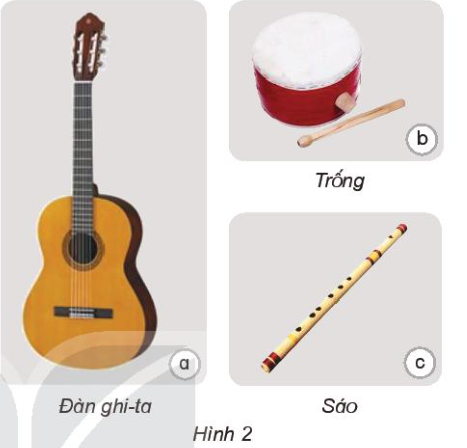 a
Đàn ghi-ta
b
Trống
c
Sáo
Hình 2